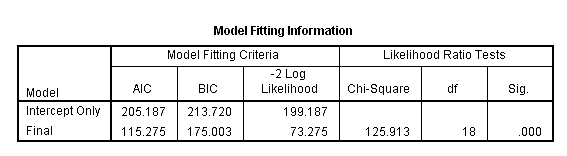 Model Fitting Information
Model Fitting Criteria Likelihood Ratio Tests
-2 Log
Model AIC BIC Likelihood Chi-Square df Sig.
Intercept Only 205.187 213.720 199.187
Final 115.275 175.003 73.275 125.913 18 .000